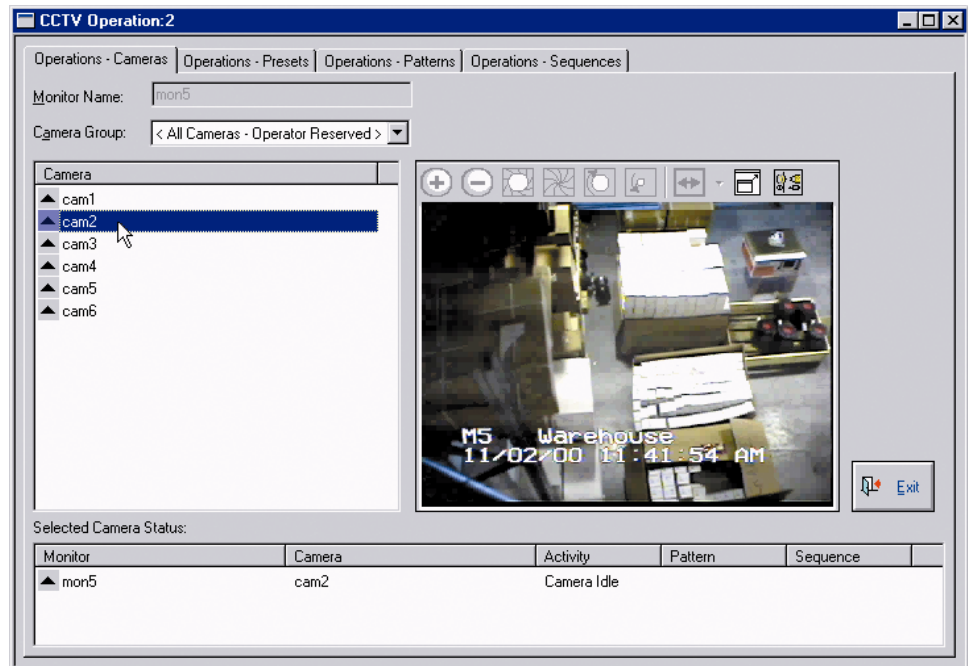 CCTV Operation:2
Operations - Cameras
Operations - Presets
Operations - Patterns
Operations - Sequences
Monitor Name: mon5
Camera Group: < All Cameras - Operator Reserved >
Camera
cam1
cam2
cam3
cam4
cam5
cam6
M5 Warehouse
11/02/00 11:41:54 AM
Exit
Selected Camera Status:
Monitor Camera Activity Pattern Sequence
mon5 cam2 Camera Idle